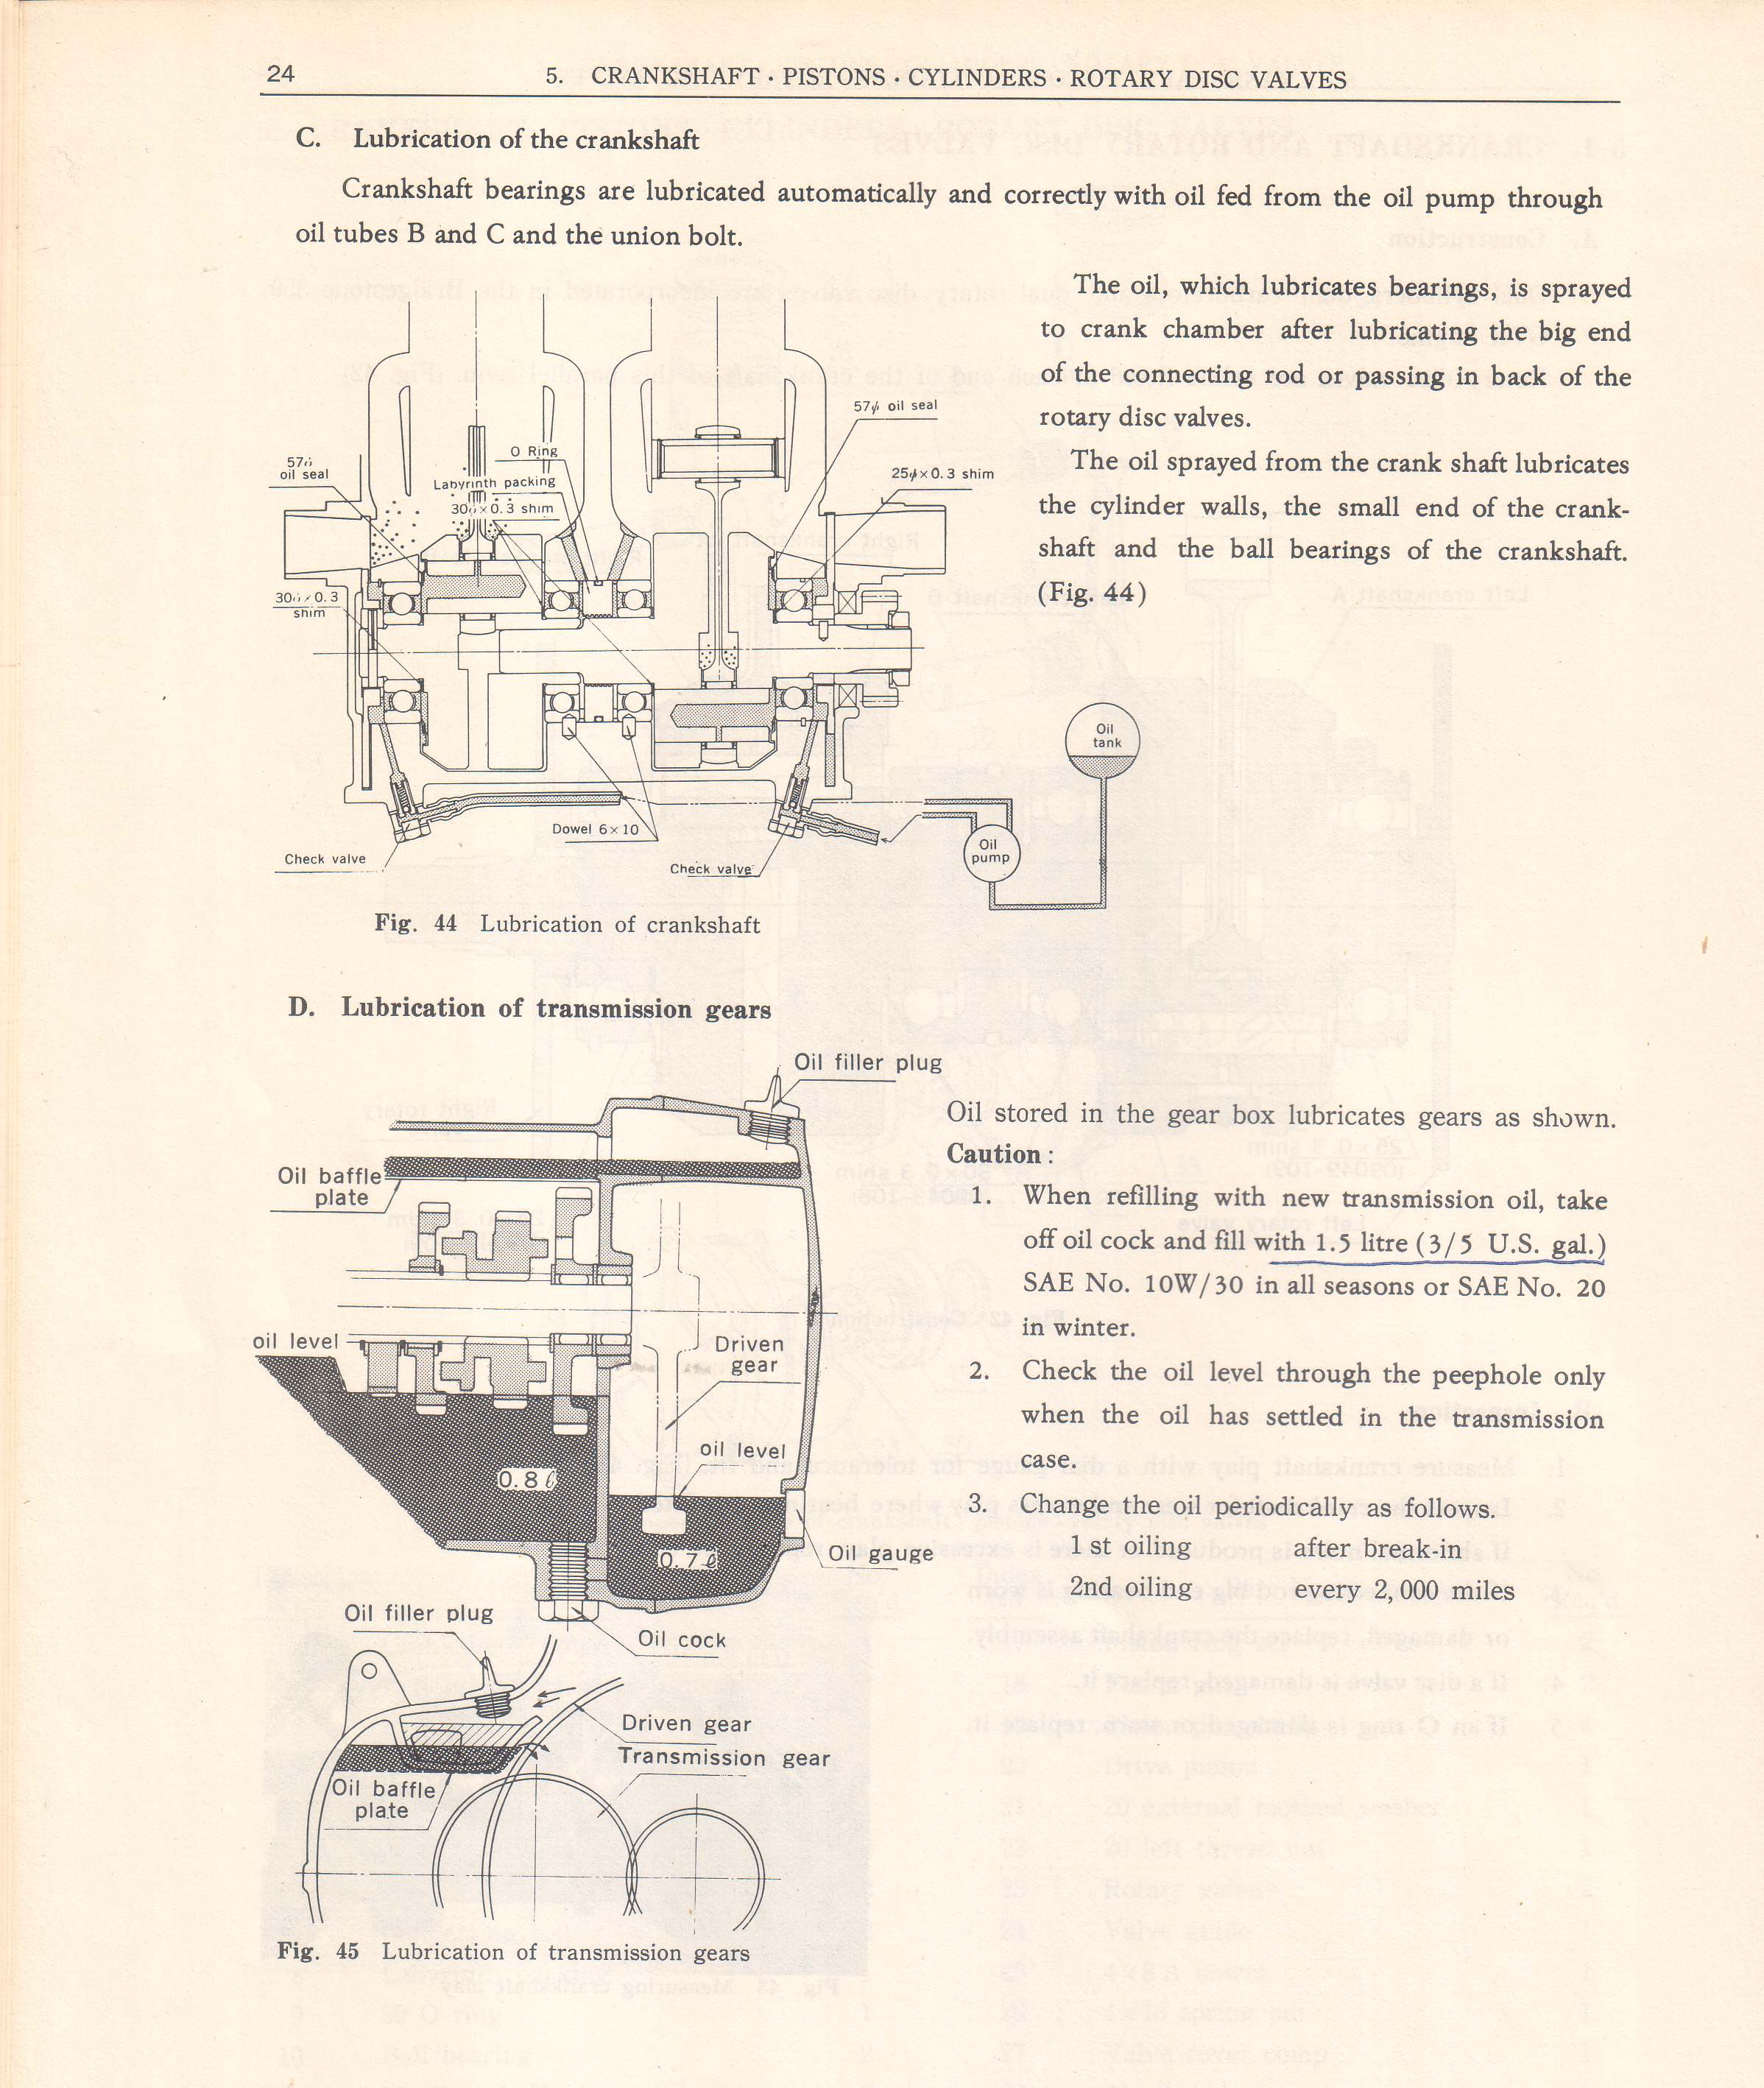 24
5. CRANKSHAFT · PISTONS · CYLINDERS · ROTARY DISC VALVES
C. Lubrication of the crankshaft
Crankshaft bearings are lubricated automatically and correctly with oil fed from the oil pump through
oil tubes B and C and the union bolt.
The oil, which lubricates bearings, is sprayed
to crank chamber after lubricating the big end
of the connecting rod or passing in back of the
rotary disc valves.
The oil sprayed from the crank shaft lubricates
the cylinder walls, the small end of the crank-
shaft and the ball bearings of the crankshaft.
(Fig. 44)
57φ oil seal
25φ×0.3 shim
O Ring
Labyrinth packing
30φ×0.3 shim
57φ
oil seal
30φ×0.3
shim
Oil
tank
Oil
pump
Dowel 6×10
Check valve
Check valve
Fig. 44 Lubrication of crankshaft
D. Lubrication of transmission gears
Oil filler plug
Oil baffle
plate
oil level
Driven
gear
oil level
0.8ℓ
0.7ℓ
Oil gauge
Oil cock
Oil stored in the gear box lubricates gears as shown.
Caution :
1. When refilling with new transmission oil, take
off oil cock and fill with 1.5 litre (3/5 U.S. gal.)
SAE No. 10W/30 in all seasons or SAE No. 20
in winter.
2. Check the oil level through the peephole only
when the oil has settled in the transmission
case.
3. Change the oil periodically as follows.
1 st oiling after break-in
2nd oiling every 2,000 miles
Oil filler plug
Driven gear
Transmission gear
Oil baffle
plate
Fig. 45 Lubrication of transmission gears